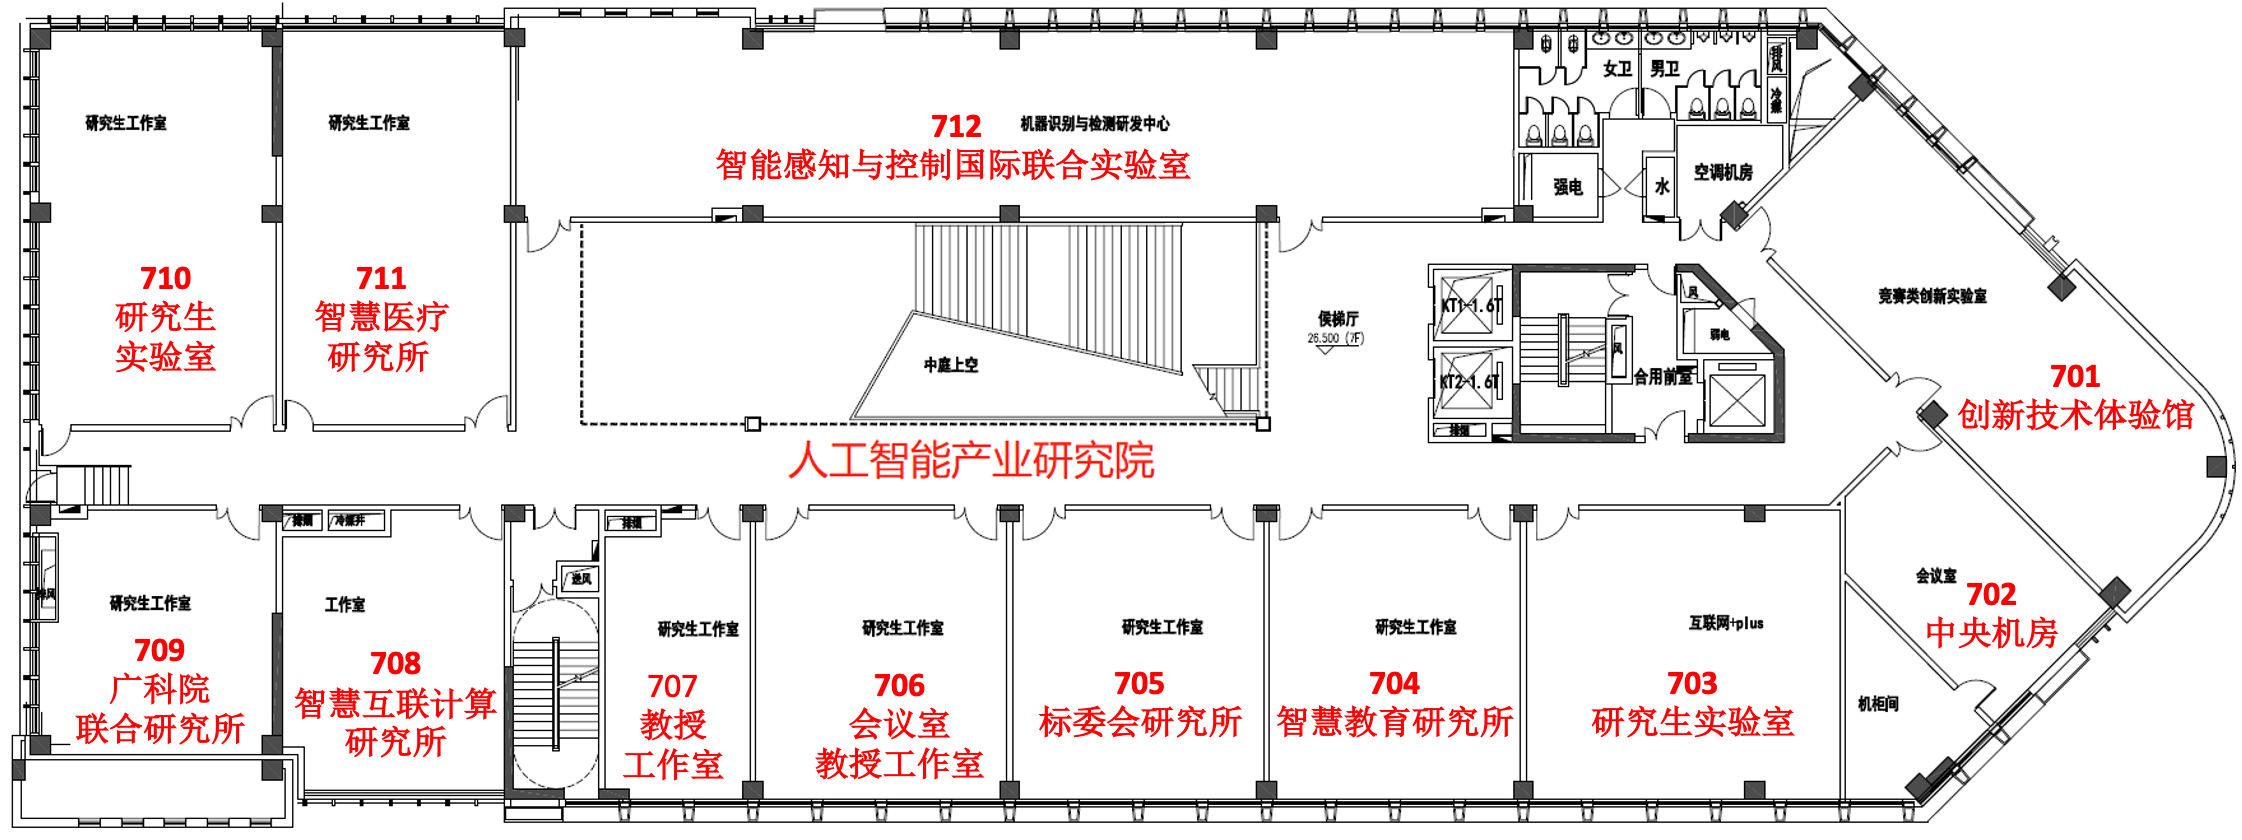 女卫
男卫
排风
冷媒
研究生工作室
研究生工作室
712
机器识别与检测研发中心
智能感知与控制国际联合实验室
强电
水
空调机房
710
研究生
实验室
711
智慧医疗
研究所
候梯厅
26.500 (7F)
KT1-1.6T
KT2-1.6T
排烟
风
风
弱电
合用前室
竞赛类创新实验室
中庭上空
701
创新技术体验馆
人工智能产业研究院
排烟
冷媒井
排烟
送风
排风
研究生工作室
709
广科院
联合研究所
工作室
708
智慧互联计算
研究所
研究生工作室
707
教授
工作室
研究生工作室
706
会议室
教授工作室
研究生工作室
705
标委会研究所
研究生工作室
704
智慧教育研究所
互联网+plus
703
研究生实验室
会议室
702
中央机房
机柜间